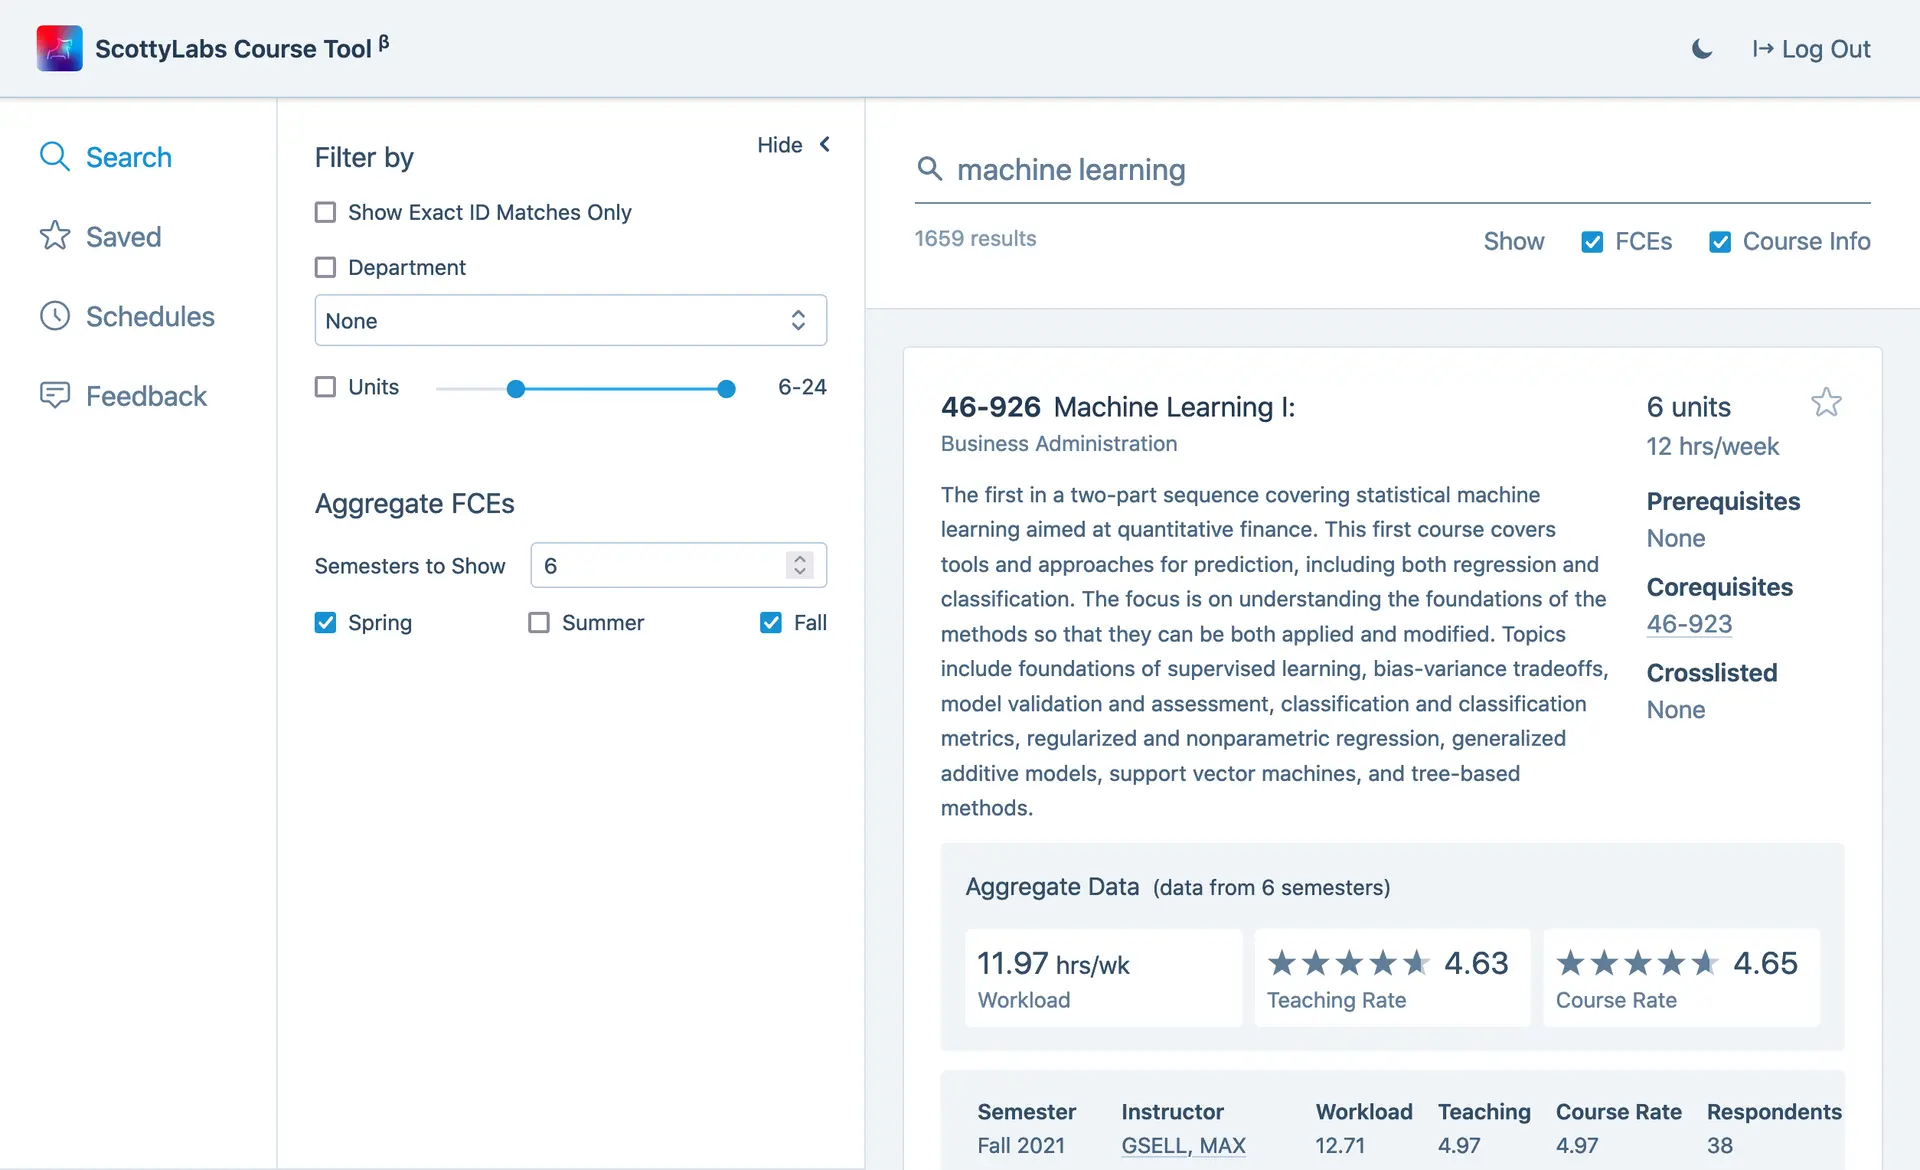 ScottyLabs Course Tool β
Log Out
Search
Saved
Schedules
Feedback
Filter by
Hide
Show Exact ID Matches Only
Department
None
Units
6-24
Aggregate FCEs
Semesters to Show
6
Spring
Summer
Fall
machine learning
1659 results
Show
FCEs
Course Info
46-926 Machine Learning I:
Business Administration
The first in a two-part sequence covering statistical machine
learning aimed at quantitative finance. This first course covers
tools and approaches for prediction, including both regression and
classification. The focus is on understanding the foundations of the
methods so that they can be both applied and modified. Topics
include foundations of supervised learning, bias-variance tradeoffs,
model validation and assessment, classification and classification
metrics, regularized and nonparametric regression, generalized
additive models, support vector machines, and tree-based
methods.
6 units
12 hrs/week
Prerequisites
None
Corequisites
46-923
Crosslisted
None
Aggregate Data (data from 6 semesters)
11.97 hrs/wk
Workload
4.63
Teaching Rate
4.65
Course Rate
Semester Instructor Workload Teaching Course Rate Respondents
Fall 2021 GSELL, MAX 12.71 4.97 4.97 38